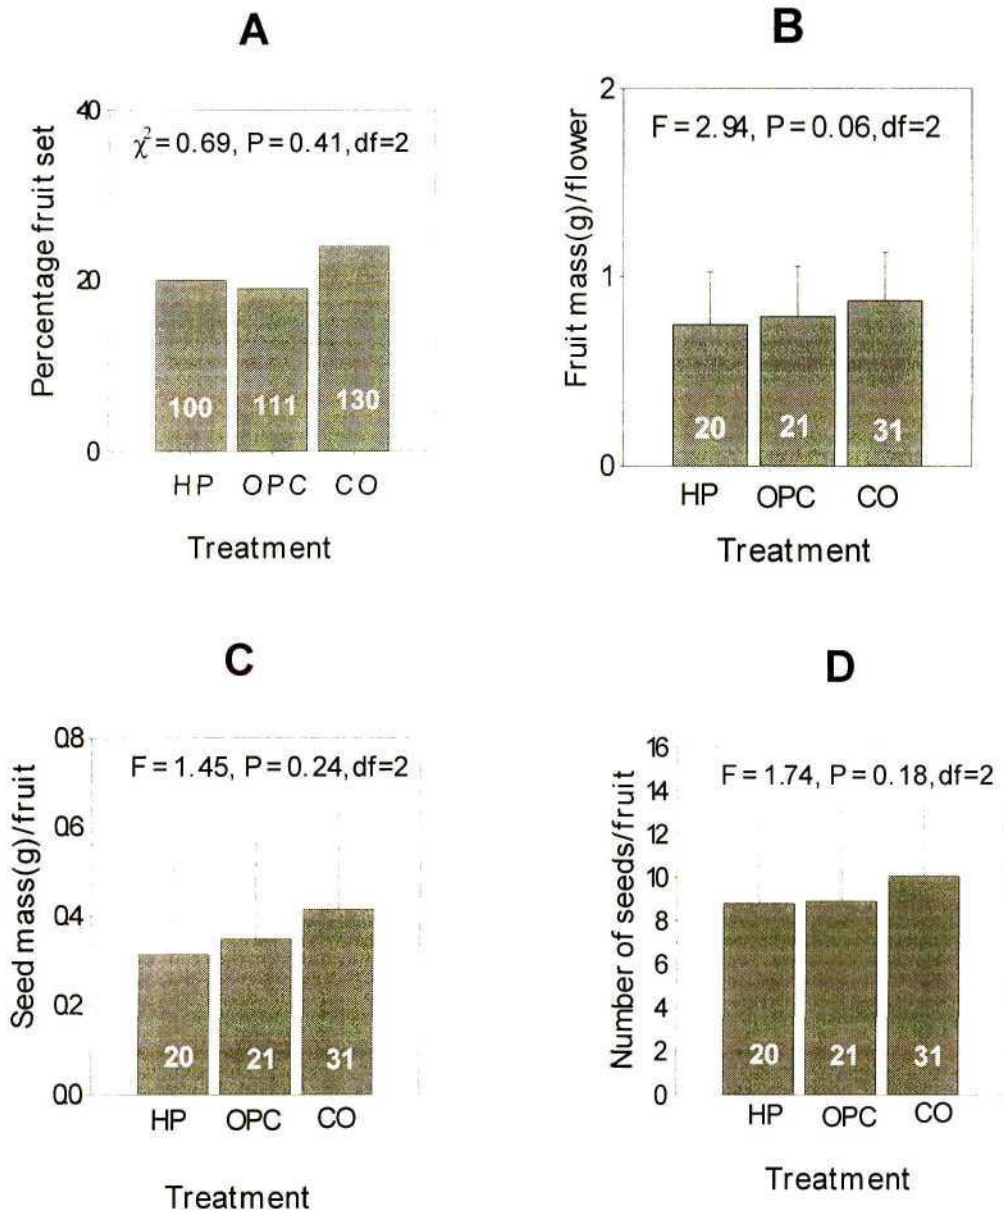 A
40
χ²=0.69, P=0.41, df=2
Percentage fruit set
20
0
100
111
130
HP OPC CO
Treatment
B
2
F=2.94, P=0.06, df=2
Fruit mass(g)/flower
1
0
20
21
31
HP OPC CO
Treatment
C
0.8
F=1.45, P=0.24, df=2
Seed mass(g)/fruit
0.6
0.4
0.2
0.0
20
21
31
HP OPC CO
Treatment
D
16
F=1.74, P=0.18, df=2
Number of seeds/fruit
14
12
10
8
6
4
2
0
20
21
31
HP OPC CO
Treatment